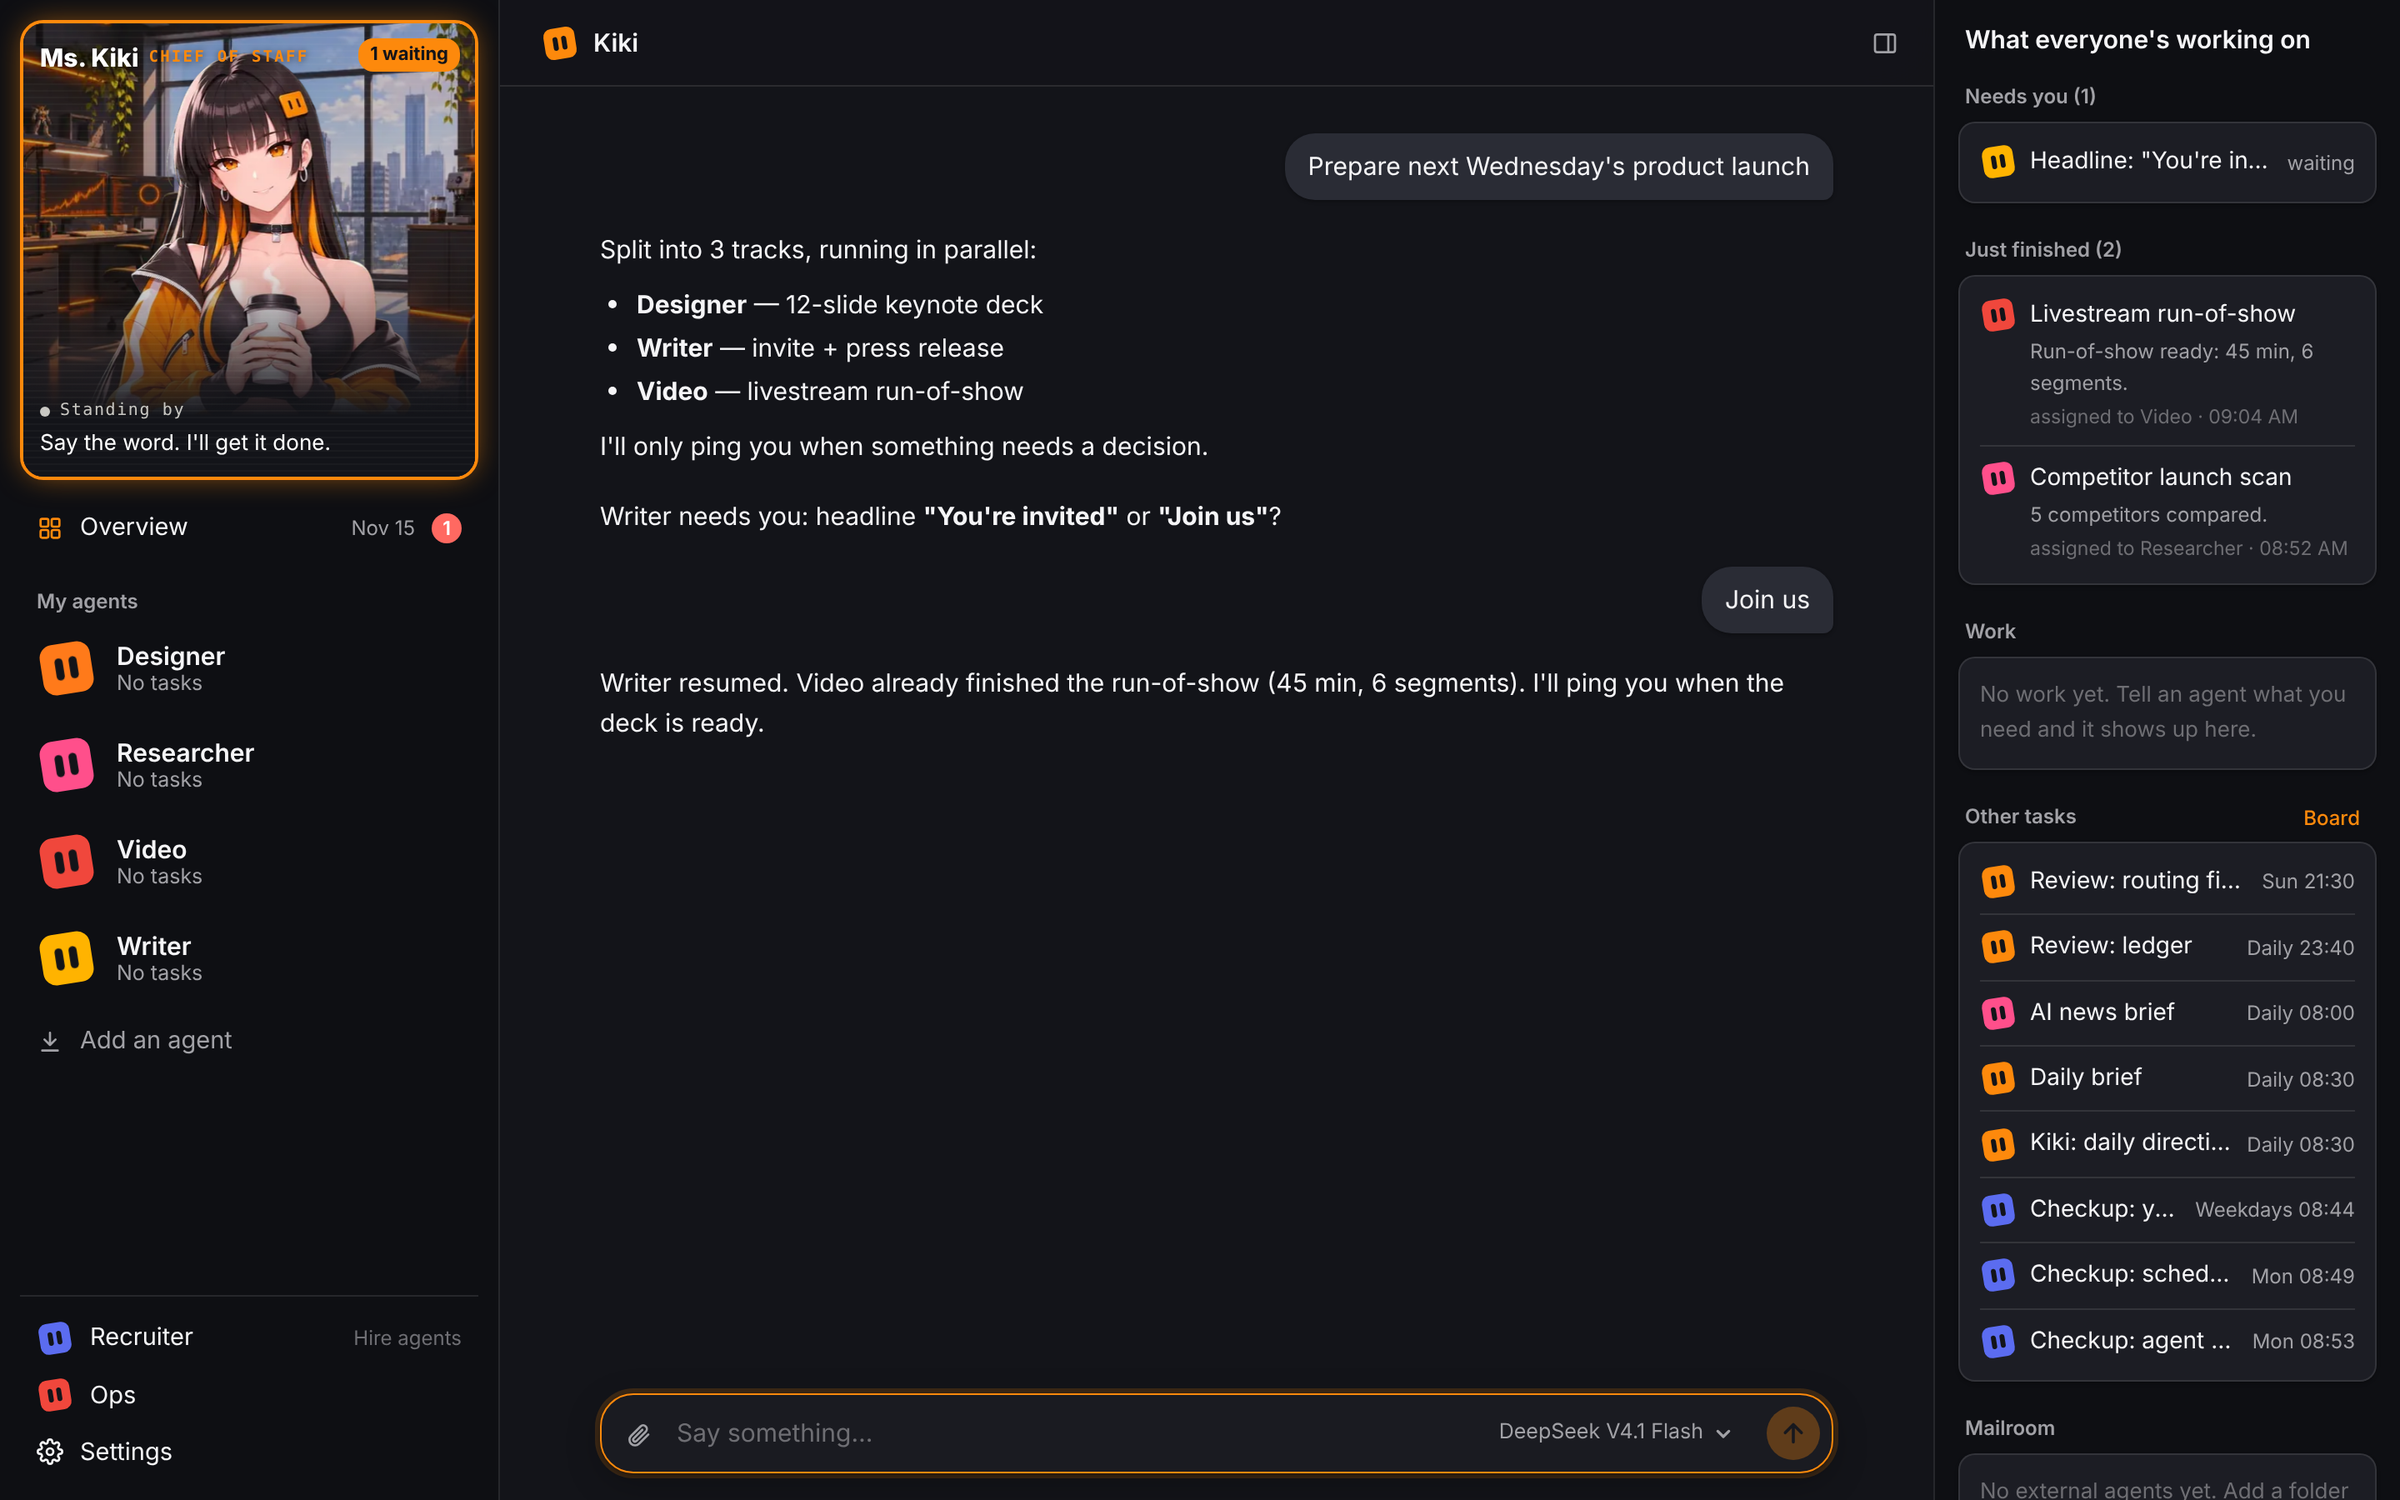 Ms. Kiki CHIEF OF STAFF
1 waiting
Standing by
Say the word. I'll get it done.
Overview
Nov 15
1
My agents
Designer
No tasks
Researcher
No tasks
Video
No tasks
Writer
No tasks
Add an agent
Recruiter
Hire agents
Ops
Settings
Kiki
Prepare next Wednesday's product launch
Split into 3 tracks, running in parallel:
• Designer — 12-slide keynote deck
• Writer — invite + press release
• Video — livestream run-of-show
I'll only ping you when something needs a decision.
Writer needs you: headline "You're invited" or "Join us"?
Join us
Writer resumed. Video already finished the run-of-show (45 min, 6 segments). I'll ping you when the
deck is ready.
Say something...
DeepSeek V4.1 Flash
What everyone's working on
Needs you (1)
Headline: "You're in... waiting
Just finished (2)
Livestream run-of-show
Run-of-show ready: 45 min, 6
segments.
assigned to Video · 09:04 AM
Competitor launch scan
5 competitors compared.
assigned to Researcher · 08:52 AM
Work
No work yet. Tell an agent what you
need and it shows up here.
Other tasks
Board
Review: routing fi... Sun 21:30
Review: ledger Daily 23:40
AI news brief Daily 08:00
Daily brief Daily 08:30
Kiki: daily directi... Daily 08:30
Checkup: y... Weekdays 08:44
Checkup: sched... Mon 08:49
Checkup: agent ... Mon 08:53
Mailroom
No external agents yet. Add a folder